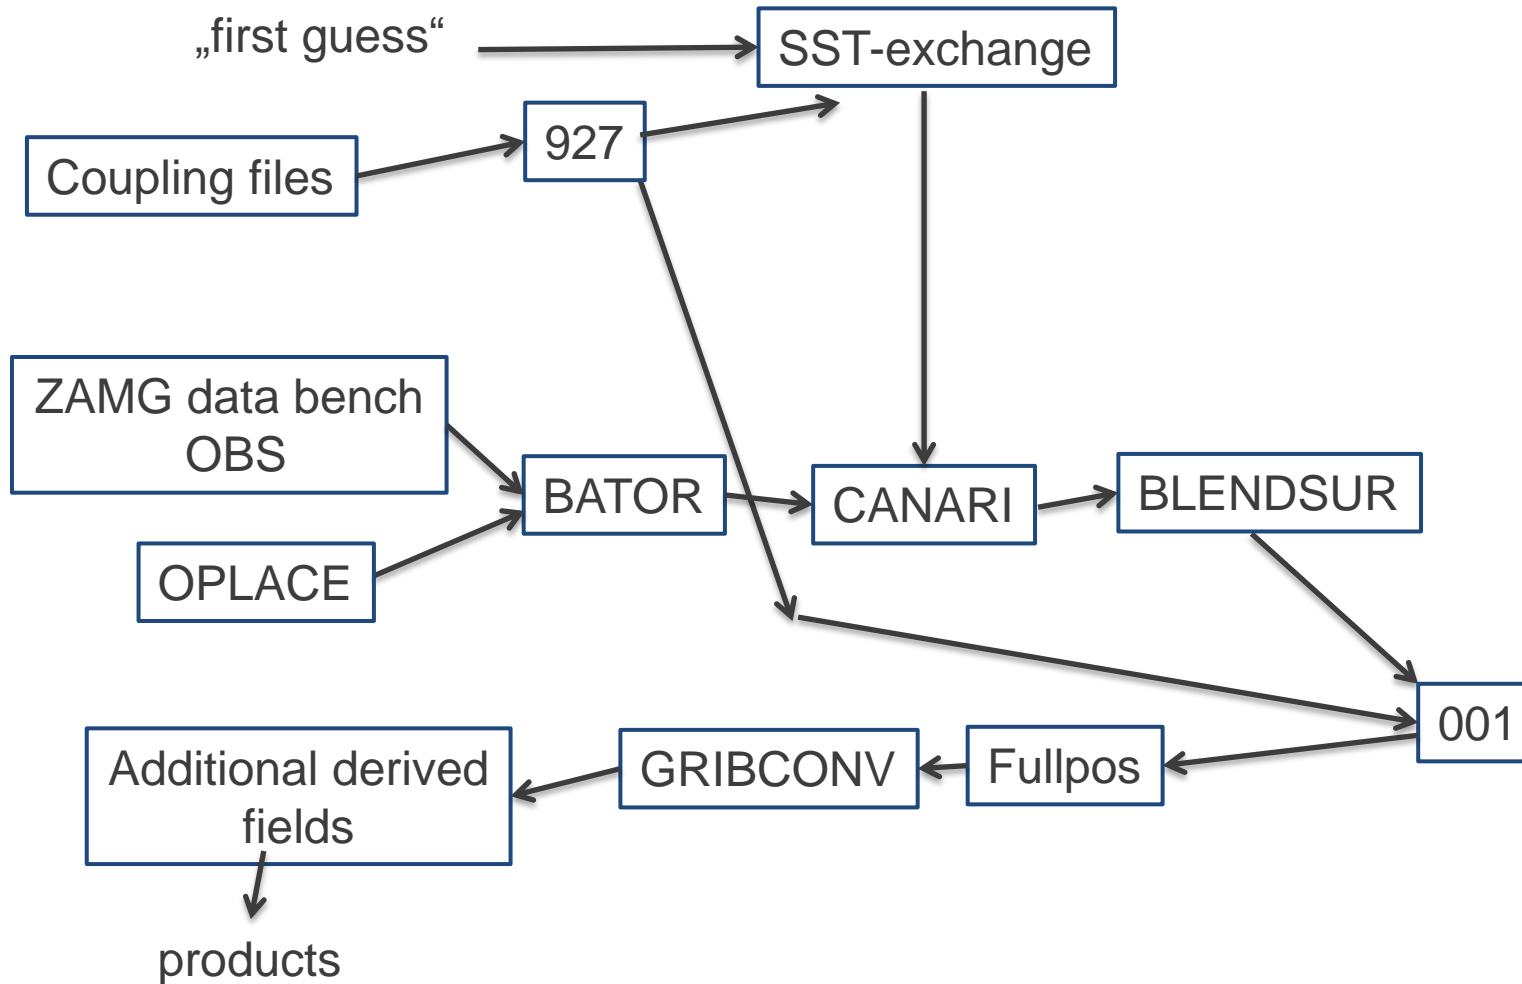 „first guess“
SST-exchange
927
Coupling files
ZAMG data bench
OBS
BATOR
CANARI
BLENDSUR
OPLACE
001
Additional derived
fields
GRIBCONV
Fullpos
products